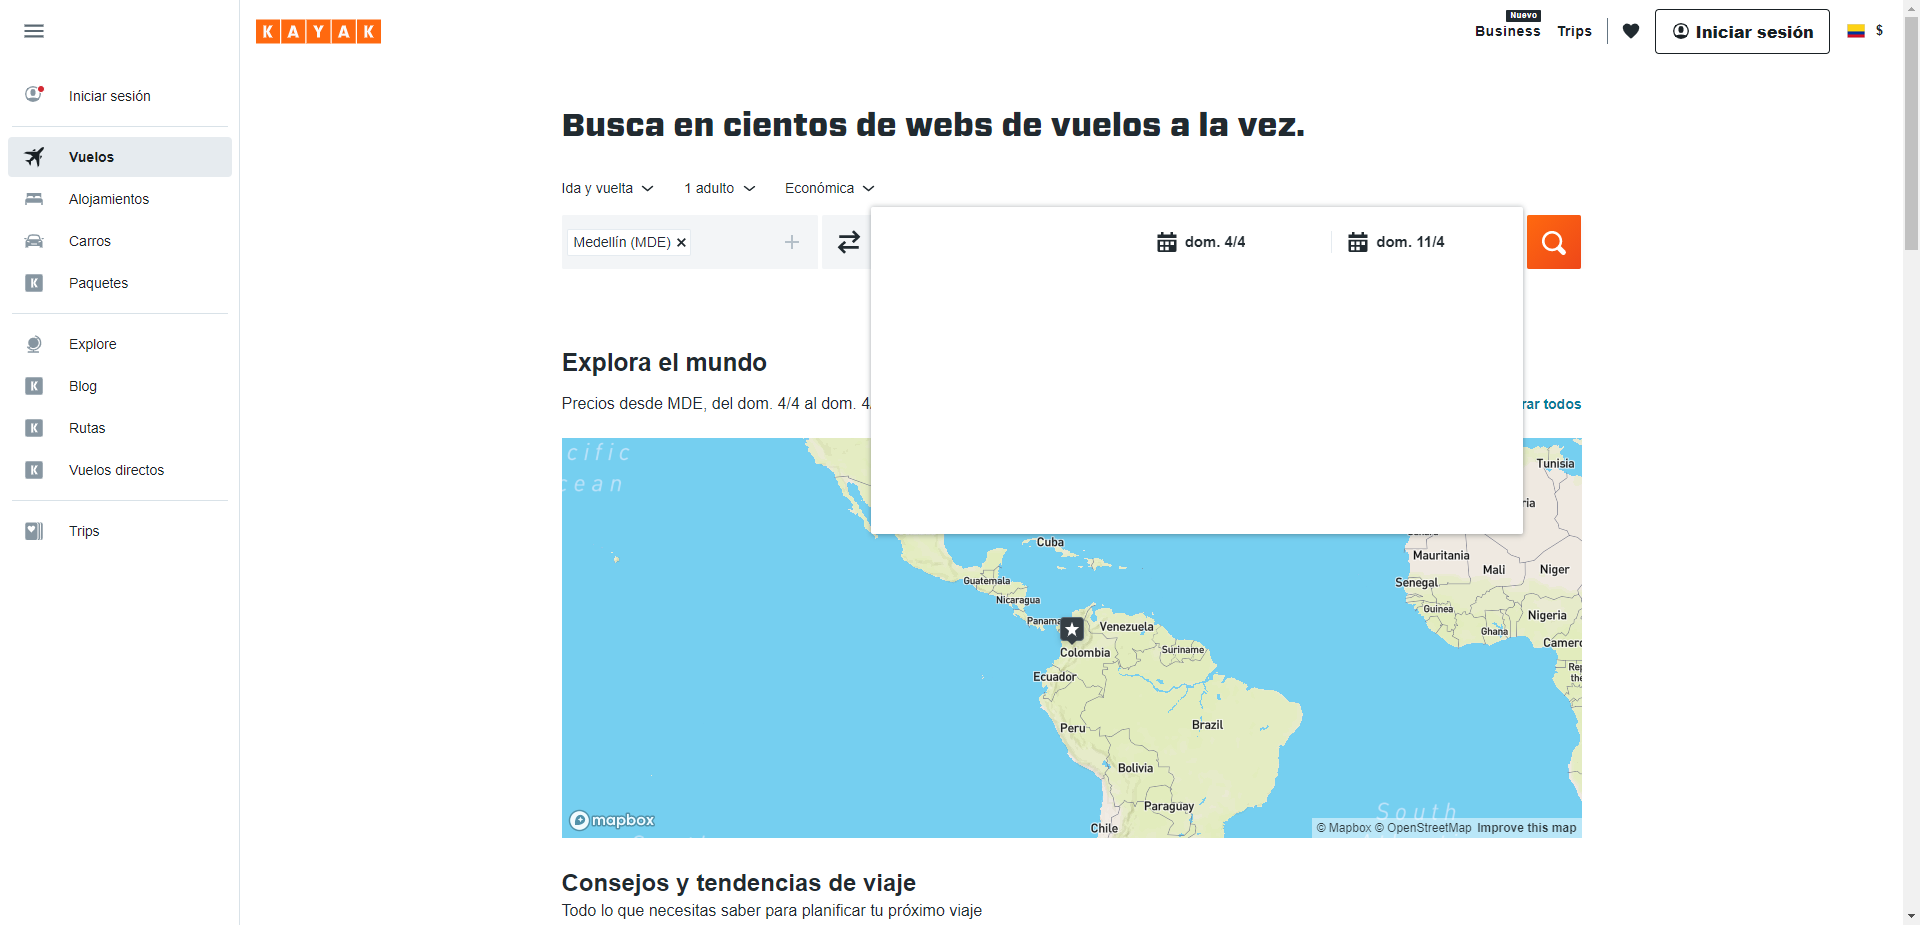 KAYAK
Nuevo
Business
Trips
Iniciar sesión
$
Iniciar sesión
Vuelos
Alojamientos
Carros
Paquetes
Explore
Blog
Rutas
Vuelos directos
Trips
Busca en cientos de webs de vuelos a la vez.
Ida y vuelta
1 adulto
Económica
Medellín (MDE)
dom. 4/4
dom. 11/4
Explora el mundo
Precios desde MDE, del dom. 4/4 al dom. 4
rar todos
cific
cean
Tunisia
ria
Cuba
Mauritania
Mali
Niger
Guatemala
Senegal
Nicaragua
Guinea
Nigeria
Panama
Venezuela
Ghana
Camerc
Colombia
Suriname
Rep
the
Ecuador
Peru
Brazil
Bolivia
Paraguay
South
Chile
mapbox
© Mapbox © OpenStreetMap Improve this map
Consejos y tendencias de viaje
Todo lo que necesitas saber para planificar tu próximo viaje